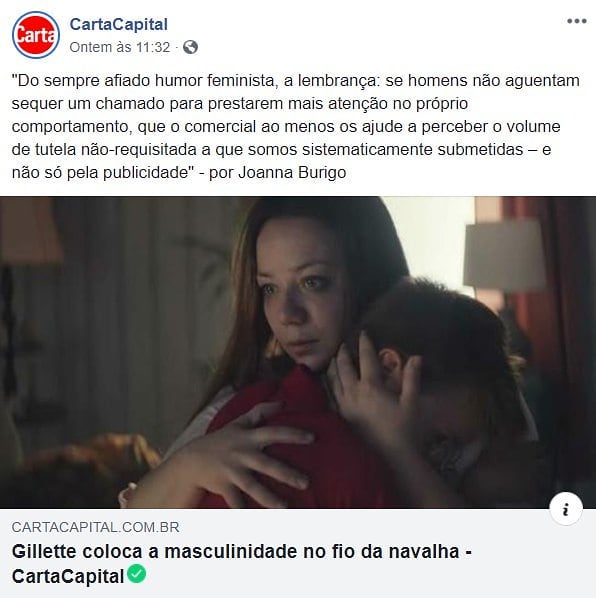 Carta
CartaCapital
Ontem às 11:32 ·
"Do sempre afiado humor feminista, a lembrança: se homens não aguentam
sequer um chamado para prestarem mais atenção no próprio
comportamento, que o comercial ao menos os ajude a perceber o volume
de tutela não-requisitada a que somos sistematicamente submetidas – e
não só pela publicidade" - por Joanna Burigo
i
CARTACAPITAL.COM.BR
Gillette coloca a masculinidade no fio da navalha -
CartaCapital